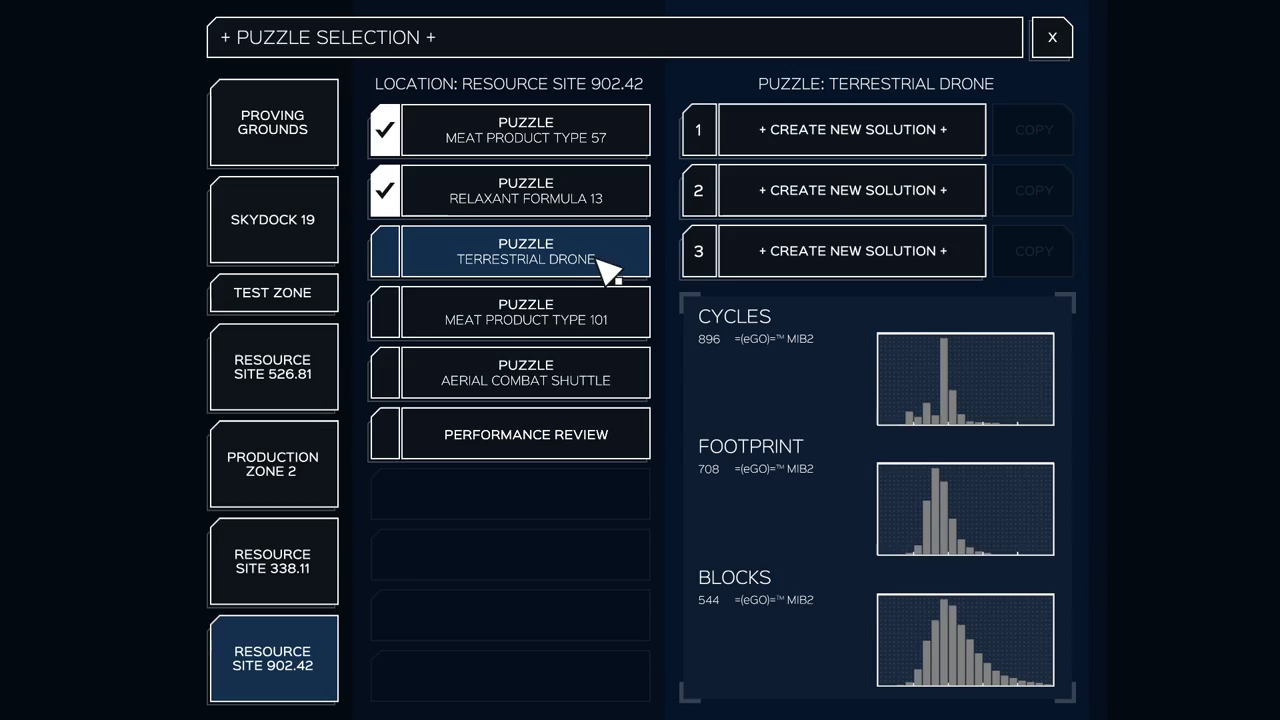 + PUZZLE SELECTION +
X
PROVING
GROUNDS
SKYDOCK 19
TEST ZONE
RESOURCE
SITE 526.81
PRODUCTION
ZONE 2
RESOURCE
SITE 338.11
RESOURCE
SITE 902.42
LOCATION: RESOURCE SITE 902.42
PUZZLE
MEAT PRODUCT TYPE 57
PUZZLE
RELAXANT FORMULA 13
PUZZLE
TERRESTRIAL DRONE
PUZZLE
MEAT PRODUCT TYPE 101
PUZZLE
AERIAL COMBAT SHUTTLE
PERFORMANCE REVIEW
PUZZLE: TERRESTRIAL DRONE
1 + CREATE NEW SOLUTION + COPY
2 + CREATE NEW SOLUTION + COPY
3 + CREATE NEW SOLUTION + COPY
CYCLES
896 =(eGO)=™ MIB2
FOOTPRINT
708 =(eGO)=™ MIB2
BLOCKS
544 =(eGO)=™ MIB2